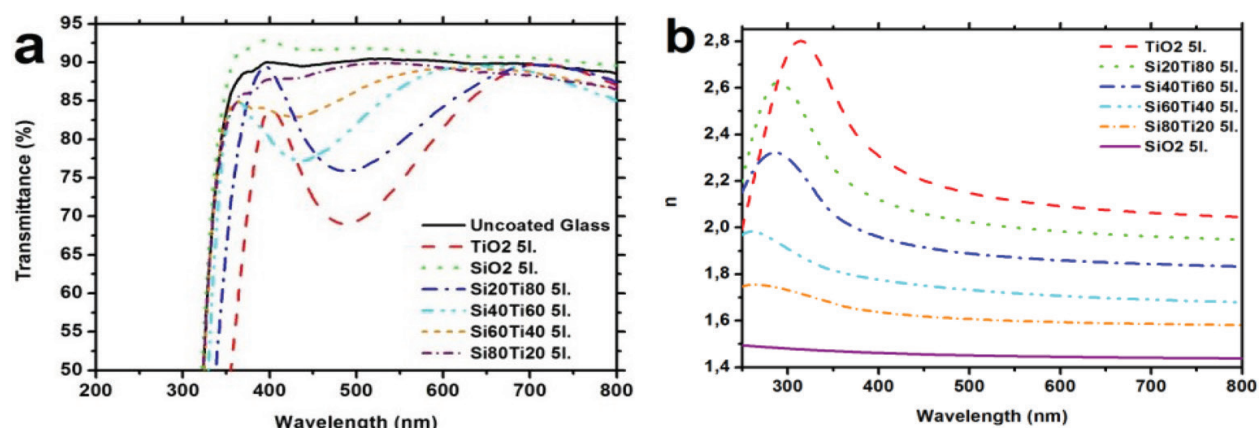 a
Transmittance (%)
95
90
85
80
75
70
65
90
55
50
200
300
400
500
600
700
800
Wavelength (nm)
Uncoated Glass
TiO2 5l.
SiO2 5l.
Si20Ti80 5l.
Si40Ti60 5l.
Si60Ti40 5l.
Si80Ti20 5l.
b
n
2,8
2,6
2,4
2,2
2,0
1,8
1,6
1,4
300
400
500
600
700
800
Wavelength (nm)
TiO2 5l.
Si20Ti80 5l.
Si40Ti60 5l.
Si60Ti40 5l.
Si80Ti20 5l.
SiO2 5l.